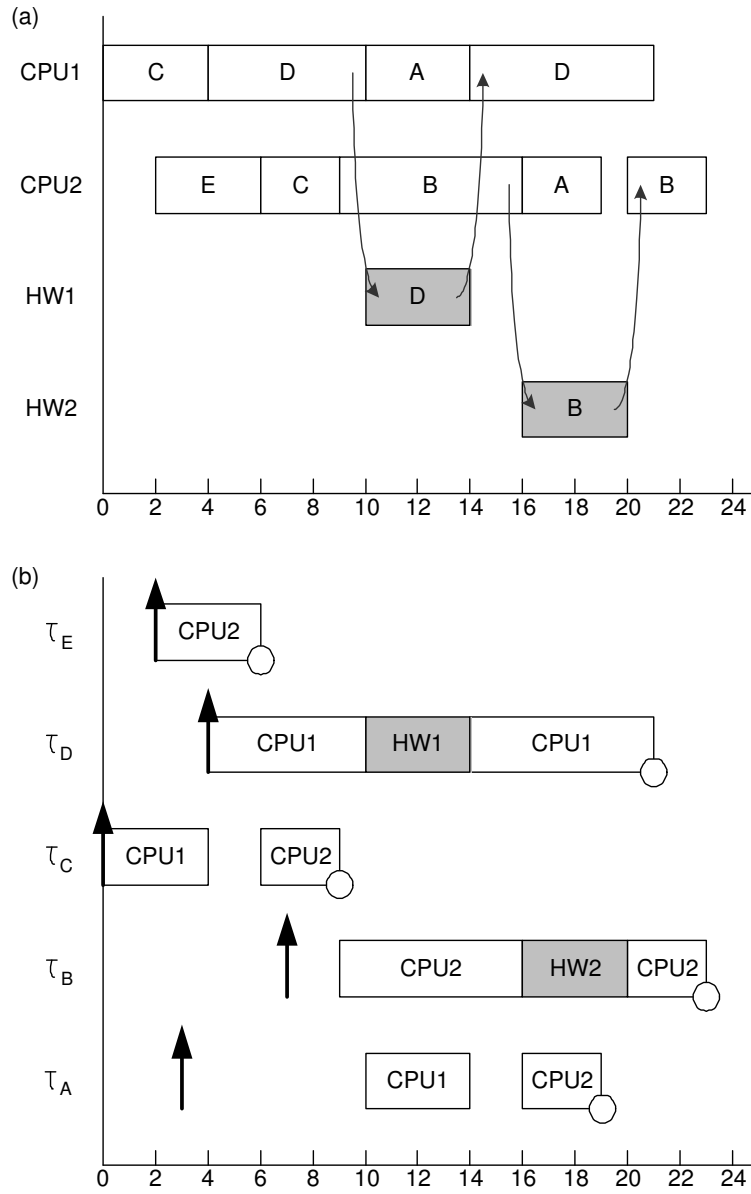 (a)
CPU1 C D A D
CPU2 E C B A B
HW1 D
HW2 B
0 2 4 6 8 10 12 14 16 18 20 22 24
(b)
τE CPU2
τD CPU1 HW1 CPU1
τC CPU1 CPU2
τB CPU2 HW2 CPU2
τA CPU1 CPU2
0 2 4 6 8 10 12 14 16 18 20 22 24